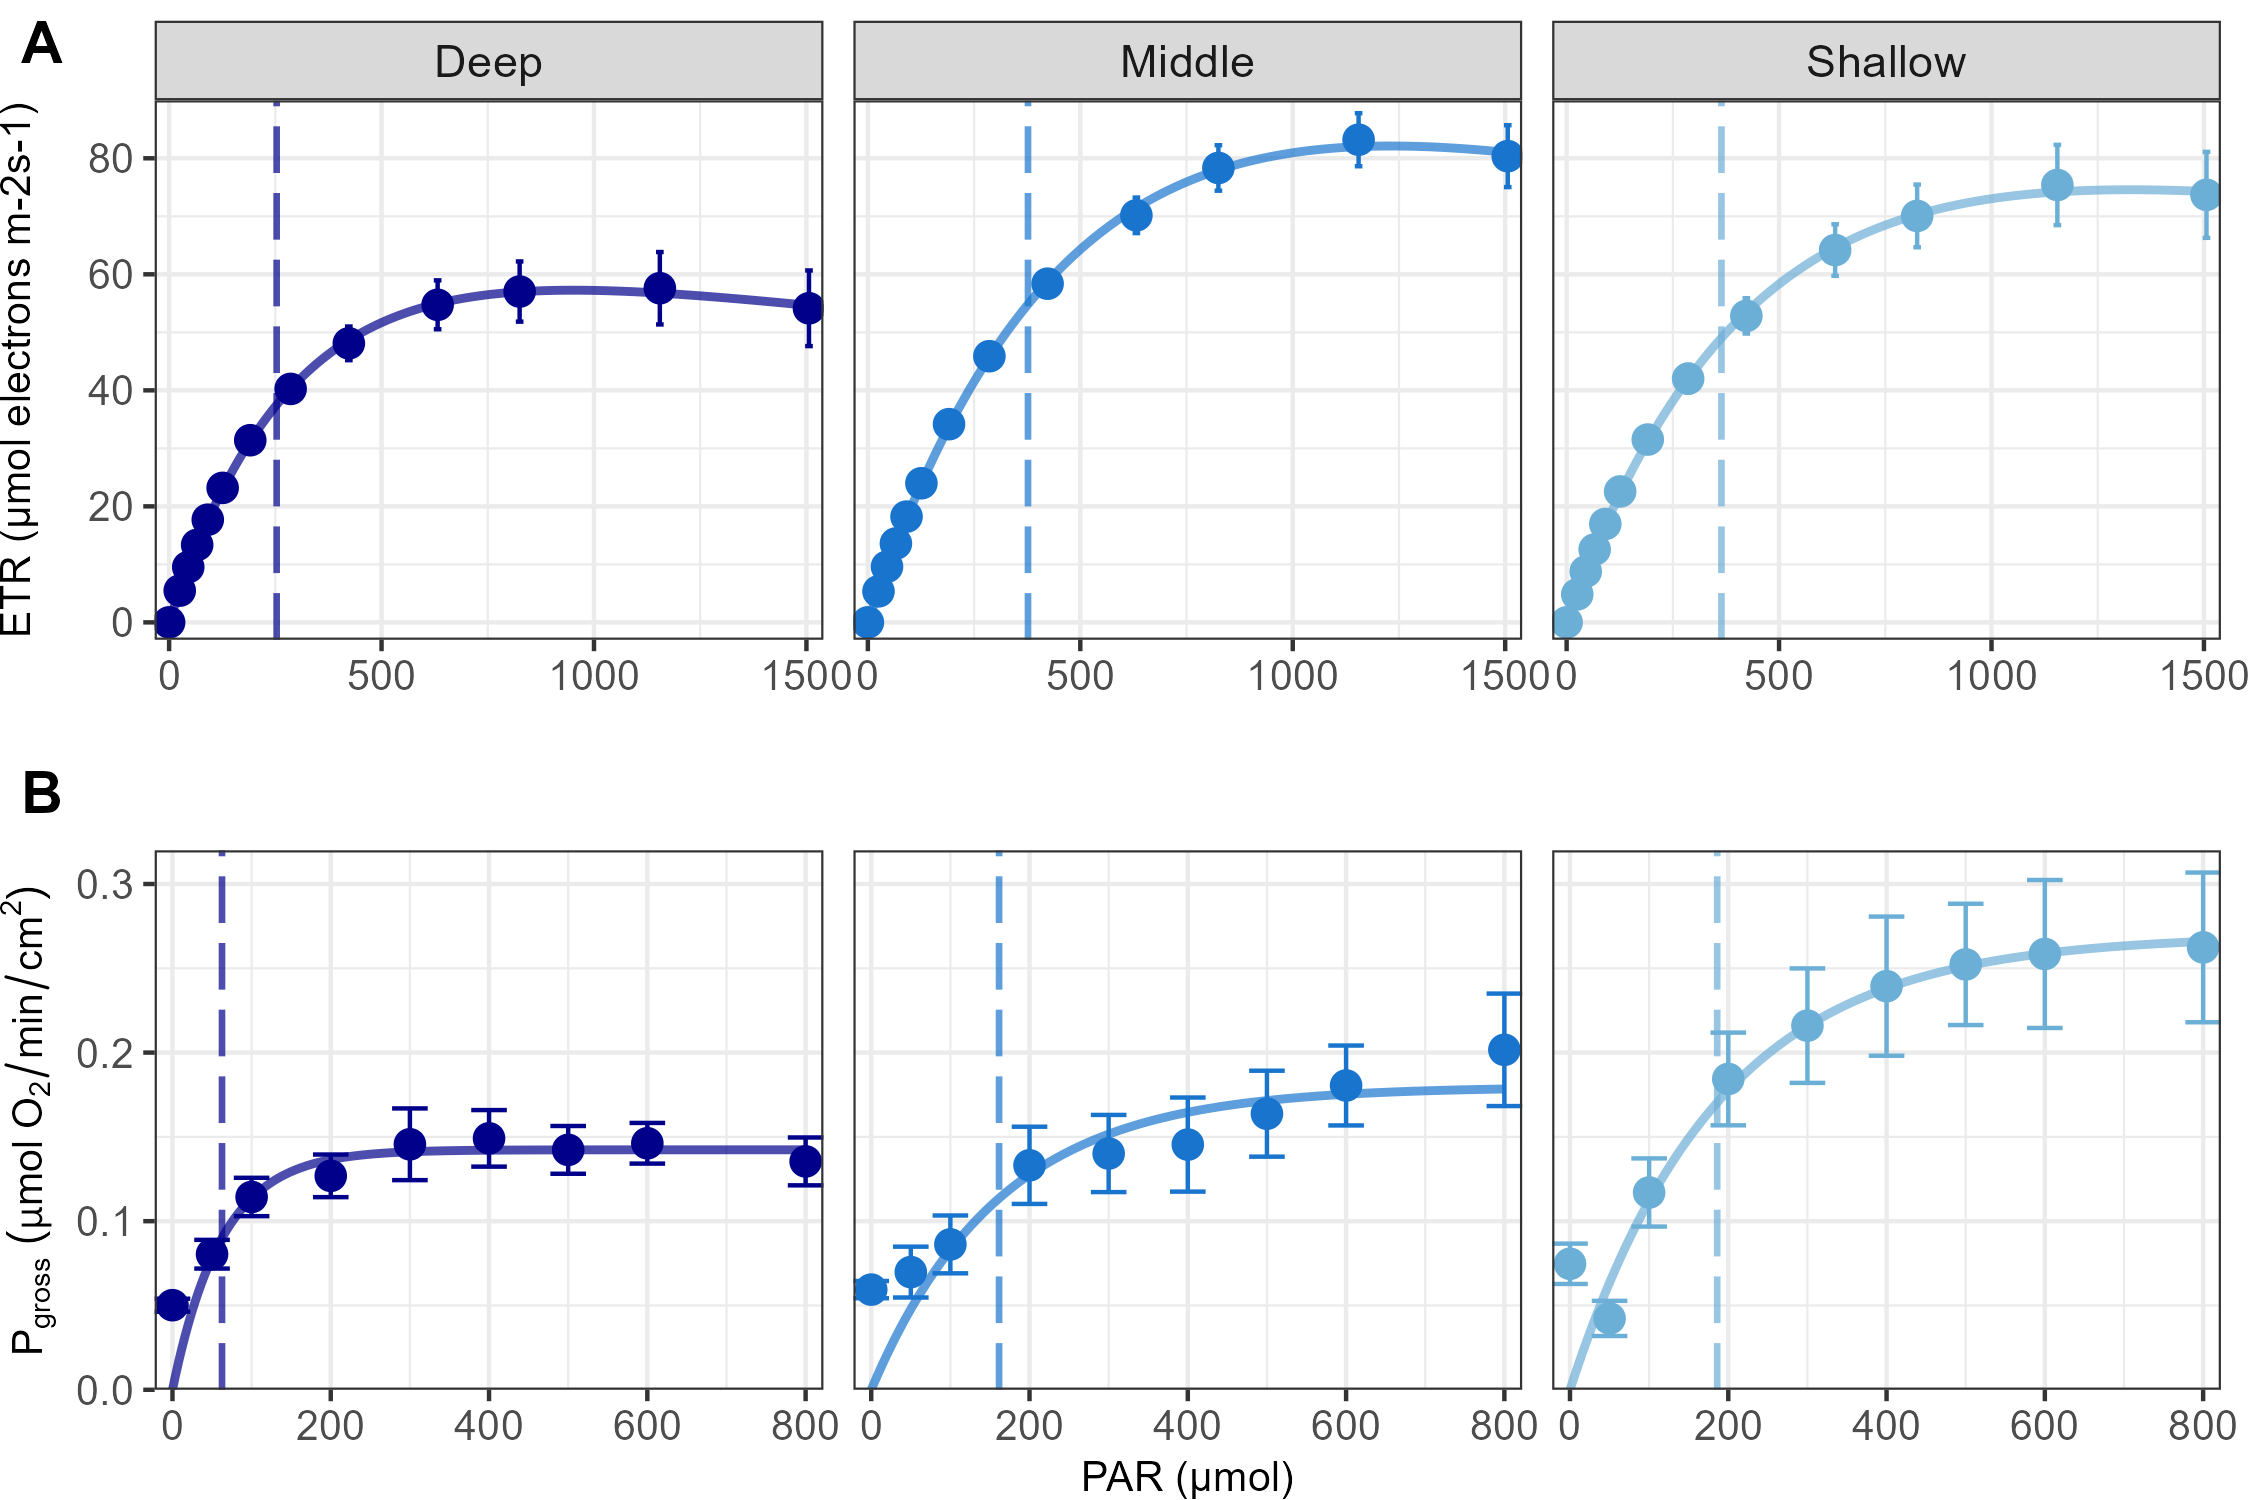 A
Deep Middle Shallow
ETR (µmol electrons m-2s-1)
80
60
40
20
0
0 500 1000 1500 0 500 1000 1500 0 500 1000 1500
B
Pgross (µmol O2/min/cm2)
0.3
0.2
0.1
0.0
0 200 400 600 800 0 200 400 600 800 0 200 400 600 800
PAR (µmol)